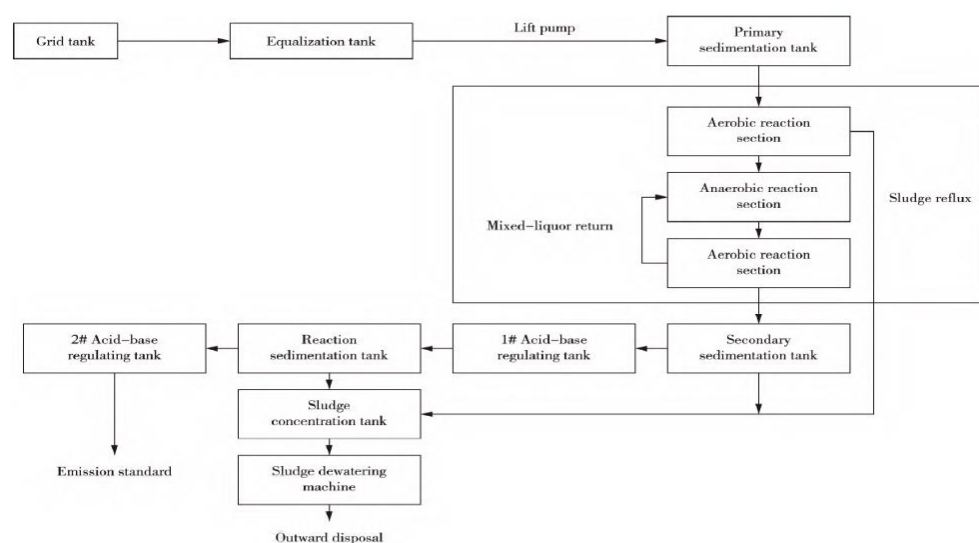 Grid tank
Equalization tank
Lift pump
Primary
sedimentation tank
Aerobic reaction
section
Anaerobic reaction
section
Sludge reflux
Mixed-liquor return
Aerobic reaction
section
2# Acid-base
regulating tank
Reaction
sedimentation tank
1# Acid-base
regulating tank
Secondary
sedimentation tank
Sludge
concentration tank
Emission standard
Sludge dewatering
machine
Outward disposal